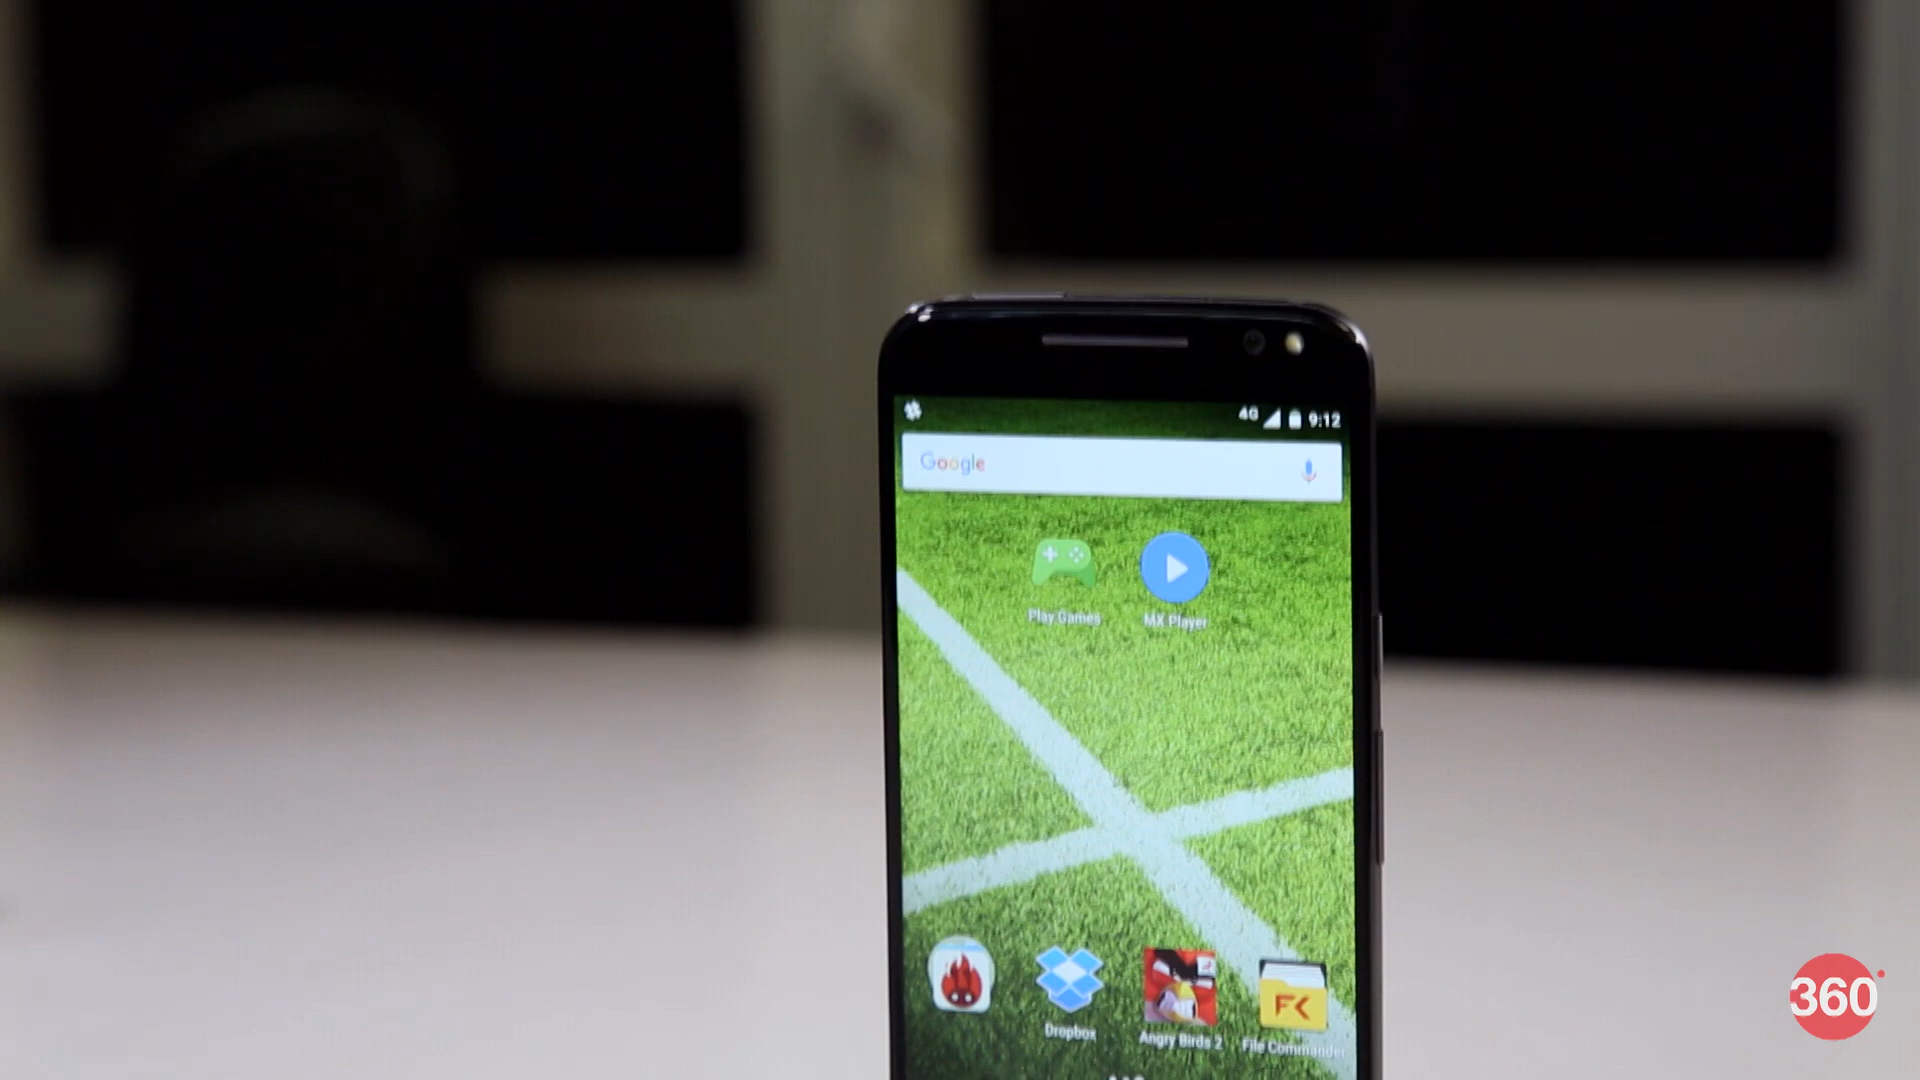 4G 9:12
Google
Play Games
MX Player
Dropbox
Angry Birds 2
File Commander
360